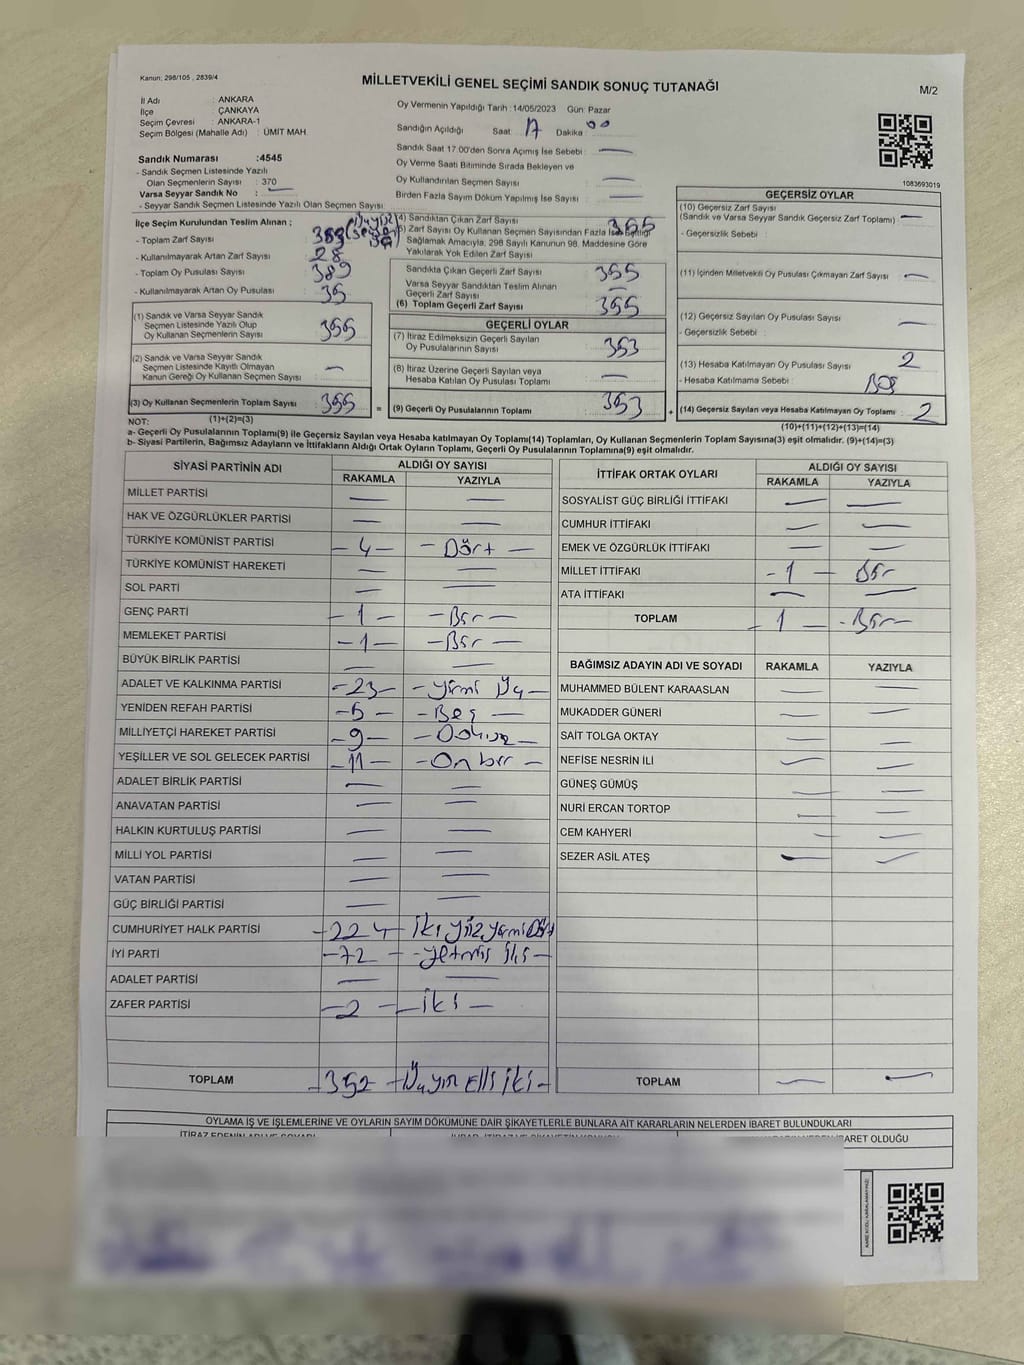 Kanun: 298/105 , 2839/4
MİLLETVEKİLİ GENEL SEÇİMİ SANDIK SONUÇ TUTANAĞI
M/2
İl Adı : ANKARA
İlçe : ÇANKAYA
Seçim Çevresi : ANKARA-1
Seçim Bölgesi (Mahalle Adı) : ÜMİT MAH.
Sandık Numarası :4545
- Sandık Seçmen Listesinde Yazılı
Olan Seçmenlerin Sayısı : 370
Varsa Seyyar Sandık No : —
- Seyyar Sandık Seçmen Listesinde Yazılı Olan Seçmen Sayısı
Oy Vermenin Yapıldığı Tarih :14/05/2023 Gün: Pazar
Sandığın Açıldığı Saat 17 Dakika 00
Sandık Saat 17:00'den Sonra Açımış İse Sebebi : —
Oy Verme Saati Bitiminde Sırada Bekleyen ve
Oy Kullandırılan Seçmen Sayısı : —
Birden Fazla Sayım Döküm Yapılmış İse Sayısı : —
1083693019
İlçe Seçim Kurulundan Teslim Alınan ;
- Toplam Zarf Sayısı : 383
- Kullanılmayarak Artan Zarf Sayısı : 28
- Toplam Oy Pusulası Sayısı : 389
- Kullanılmayarak Artan Oy Pusulası : 35
(1) Sandık ve Varsa Seyyar Sandık
Seçmen Listesinde Yazılı Olup
Oy Kullanan Seçmenlerin Sayısı : 355
(2) Sandık ve Varsa Seyyar Sandık
Seçmen Listesinde Kayıtlı Olmayan
Kanun Gereği Oy Kullanan Seçmen Sayısı : —
(3) Oy Kullanan Seçmenlerin Toplam Sayısı : 355 =
(1)+(2)=(3)
(4) Sandıktan Çıkan Zarf Sayısı : 355
(5) Zarf Sayısı Oy Kullanan Seçmen Sayısından Fazla İse Eşitliği
Sağlamak Amacıyla, 298 Sayılı Kanunun 98. Maddesine Göre
Yakılarak Yok Edilen Zarf Sayısı
Sandıkta Çıkan Geçerli Zarf Sayısı : 355
Varsa Seyyar Sandıktan Teslim Alınan
Geçerli Zarf Sayısı : —
(6) Toplam Geçerli Zarf Sayısı : 355
GEÇERLİ OYLAR
(7) İtiraz Edilmeksizin Geçerli Sayılan
Oy Pusulalarının Sayısı : 353
(8) İtiraz Üzerine Geçerli Sayılan veya
Hesaba Katılan Oy Pusulası Toplamı : —
(9) Geçerli Oy Pusulalarının Toplamı : 353 +
GEÇERSİZ OYLAR
(10) Geçersiz Zarf Sayısı : —
(Sandık ve Varsa Seyyar Sandık Geçersiz Zarf Toplamı)
- Geçersizlik Sebebi :
(11) İçinden Milletvekili Oy Pusulası Çıkmayan Zarf Sayısı : —
(12) Geçersiz Sayılan Oy Pusulası Sayısı : —
- Geçersizlik Sebebi :
(13) Hesaba Katılmayan Oy Pusulası Sayısı : 2
- Hesaba Katılmama Sebebi : Boş
(14) Geçersiz Sayılan veya Hesaba Katılmayan Oy Toplamı : 2
(10)+(11)+(12)+(13)=(14)
NOT:
a- Geçerli Oy Pusulalarının Toplamı(9) ile Geçersiz Sayılan veya Hesaba katılmayan Oy Toplamı(14) Toplamları, Oy Kullanan Seçmenlerin Toplam Sayısına(3) eşit olmalıdır. (9)+(14)=(3)
b- Siyasi Partilerin, Bağımsız Adayların ve İttifakların Aldığı Ortak Oyların Toplamı, Geçerli Oy Pusulalarının Toplamına(9) eşit olmalıdır.
SİYASİ PARTİNİN ADI ALDIĞI OY SAYISI
RAKAMLA YAZIYLA
MİLLET PARTİSİ — —
HAK VE ÖZGÜRLÜKLER PARTİSİ — —
TÜRKİYE KOMÜNİST PARTİSİ — 4 — — Dört —
TÜRKİYE KOMÜNİST HAREKETİ — —
SOL PARTİ — —
GENÇ PARTİ — 1 — — Bir —
MEMLEKET PARTİSİ — 1 — — Bir —
BÜYÜK BİRLİK PARTİSİ — —
ADALET VE KALKINMA PARTİSİ — 23 — — Yirmi Üç —
YENİDEN REFAH PARTİSİ — 5 — — Beş —
MİLLİYETÇİ HAREKET PARTİSİ — 9 — — Dokuz —
YEŞİLLER VE SOL GELECEK PARTİSİ — 11 — — On bir —
ADALET BİRLİK PARTİSİ — —
ANAVATAN PARTİSİ — —
HALKIN KURTULUŞ PARTİSİ — —
MİLLİ YOL PARTİSİ — —
VATAN PARTİSİ — —
GÜÇ BİRLİĞİ PARTİSİ — —
CUMHURİYET HALK PARTİSİ — 224 — İki yüz yirmi Dört
İYİ PARTİ — 72 — — Yetmiş İki —
ADALET PARTİSİ — —
ZAFER PARTİSİ — 2 — — İki —
TOPLAM — 352 — Üçyüz Elli iki —
İTTİFAK ORTAK OYLARI ALDIĞI OY SAYISI
RAKAMLA YAZIYLA
SOSYALİST GÜÇ BİRLİĞİ İTTİFAKI — —
CUMHUR İTTİFAKI — —
EMEK VE ÖZGÜRLÜK İTTİFAKI — —
MİLLET İTTİFAKI — 1 — Bir
ATA İTTİFAKI — —
TOPLAM — 1 — — Bir —
BAĞIMSIZ ADAYIN ADI VE SOYADI RAKAMLA YAZIYLA
MUHAMMED BÜLENT KARAASLAN — —
MUKADDER GÜNERİ — —
SAİT TOLGA OKTAY — —
NEFİSE NESRİN İLİ — —
GÜNEŞ GÜMÜŞ — —
NURİ ERCAN TORTOP — —
CEM KAHYERİ — —
SEZER ASİL ATEŞ — —
TOPLAM — —
OYLAMA İŞ VE İŞLEMLERİNE VE OYLARIN SAYIM DÖKÜMÜNE DAİR ŞİKAYETLERLE BUNLARA AİT KARARLARIN NELERDEN İBARET BULUNDUKLARI
İTİRAZ EDENİN ADI VE SOYADI
İBARET OLDUĞU